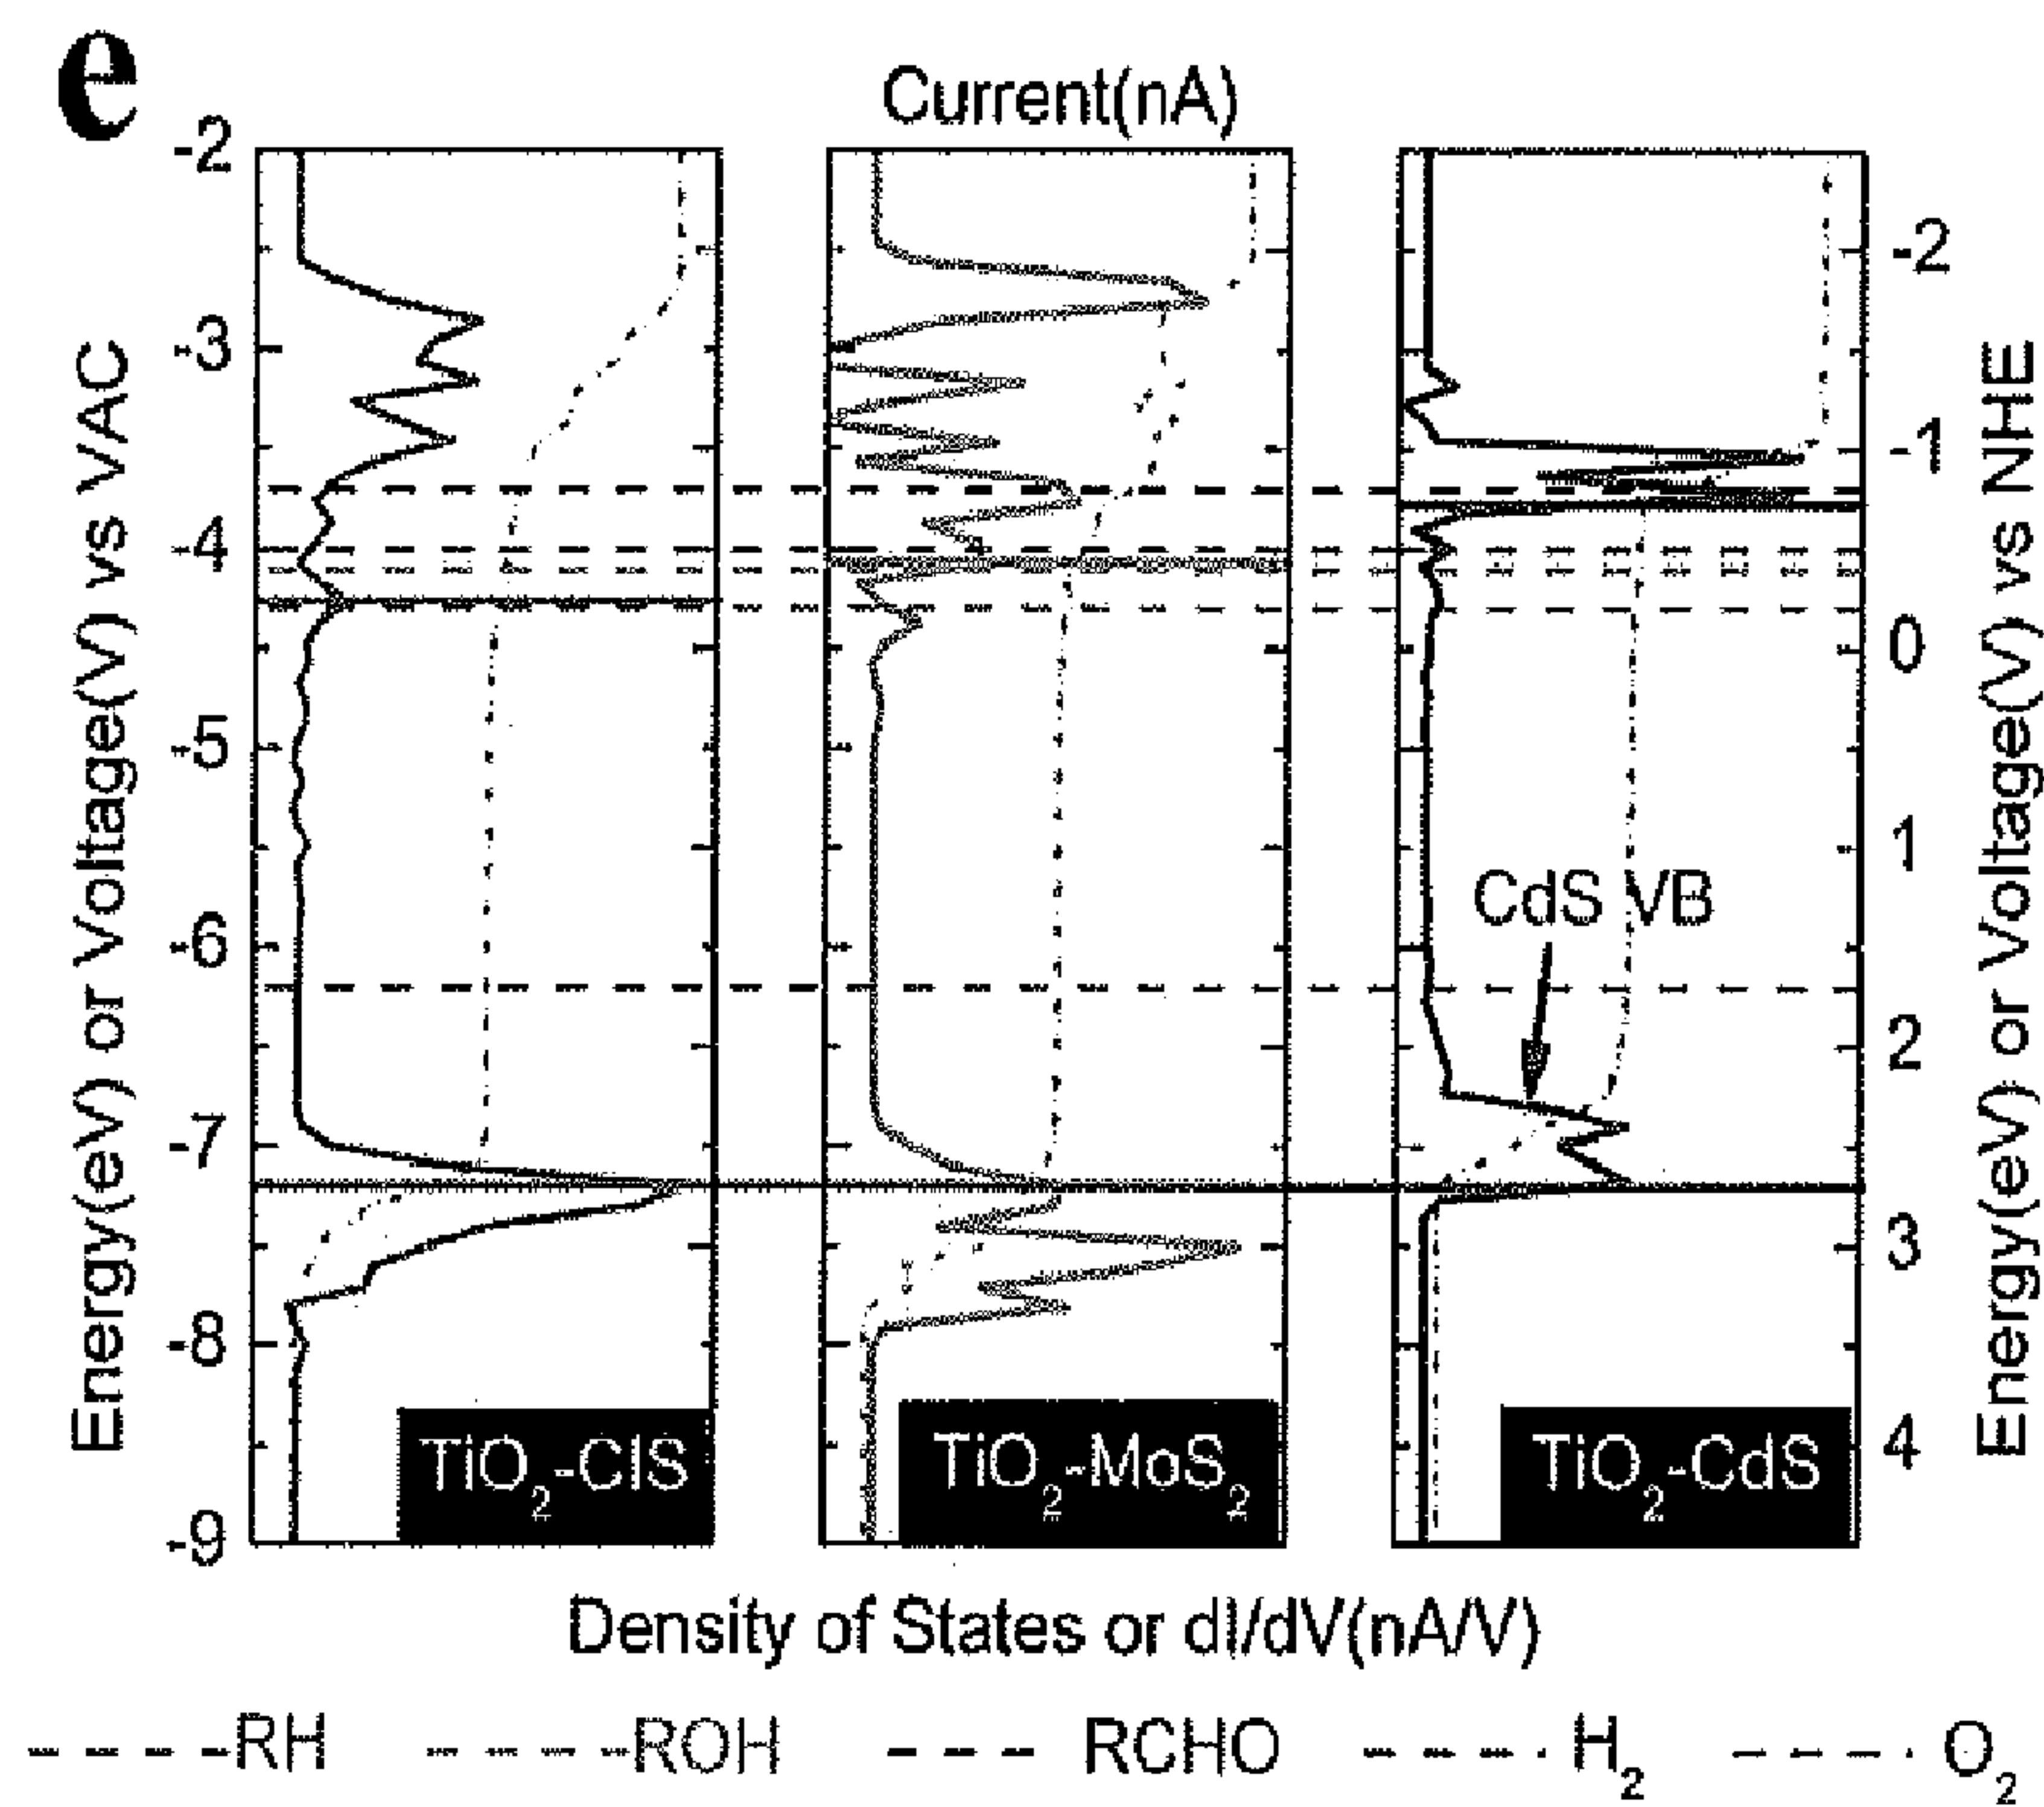 e
Current(nA)
Energy(eV) or Voltage(V) vs VAC
-2
-3
-4
-5
-6
-7
-8
-9
TiO2-CIS
TiO2-MoS2
CdS VB
TiO2-CdS
-2
-1
0
1
2
3
4
Energy(eV) or Voltage(V) vs NHE
Density of States or dI/dV(nA/V)
RH ROH RCHO H2 O2